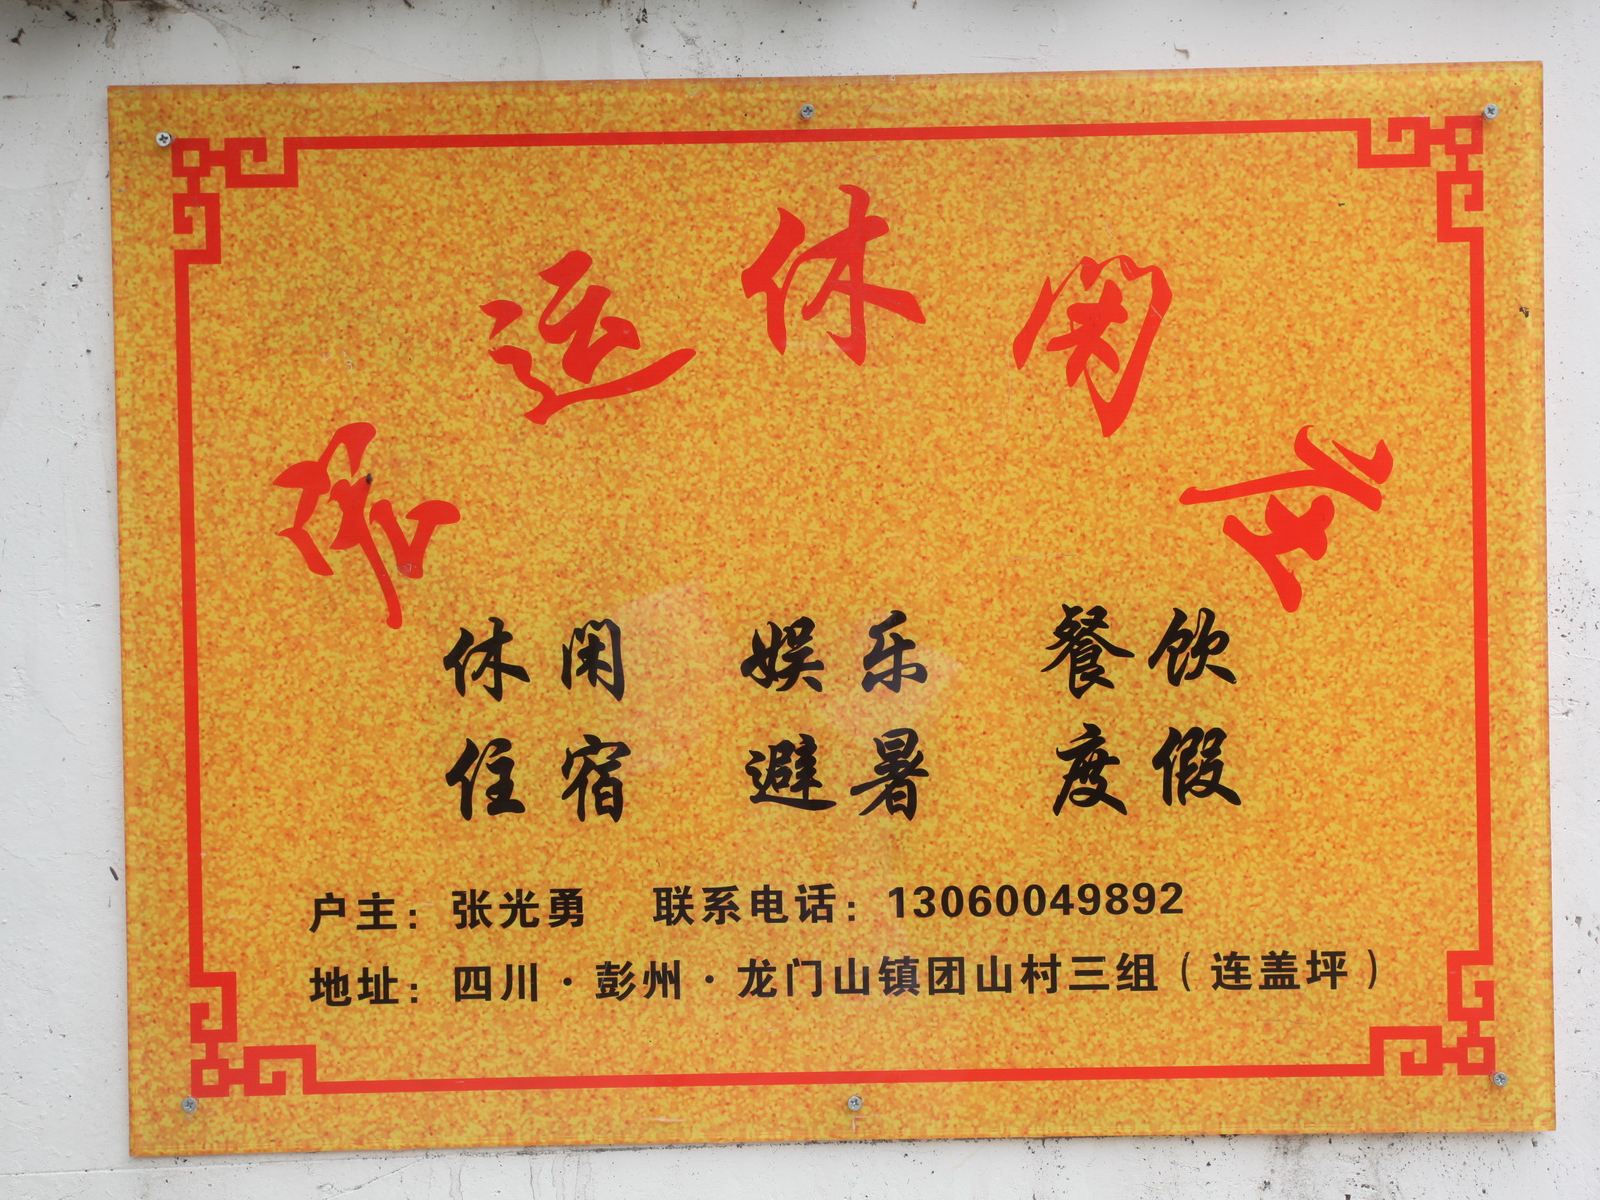 宏运休闲庄
休闲 娱乐 餐饮
住宿 避暑 度假
户主：张光勇 联系电话：13060049892
地址：四川·彭州·龙门山镇团山村三组（连盖坪）